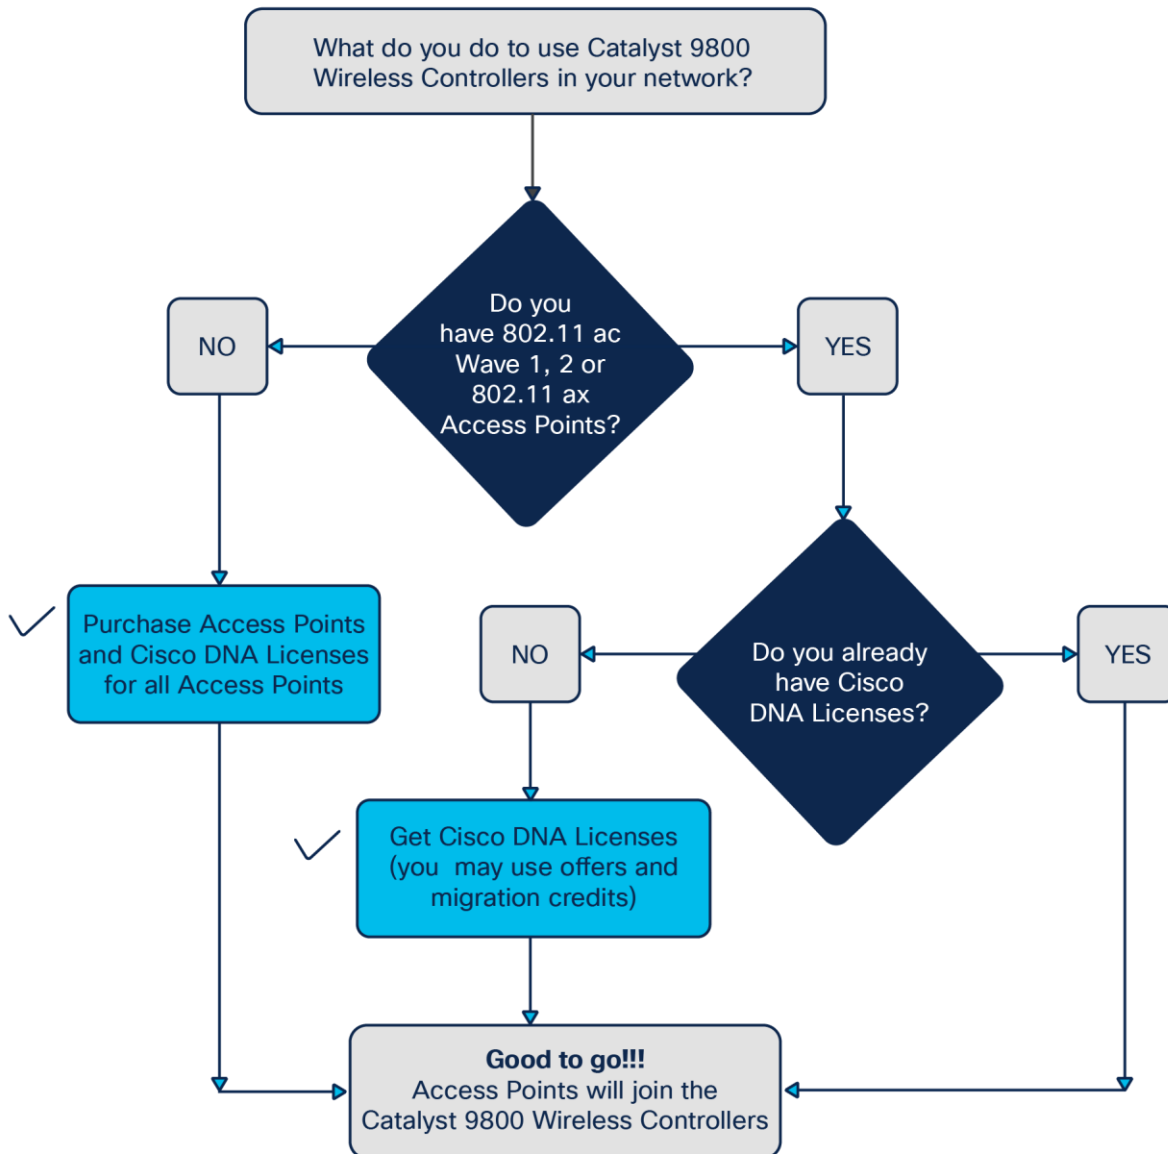 What do you do to use Catalyst 9800
Wireless Controllers in your network?
Do you
have 802.11 ac
Wave 1, 2 or
802.11 ax
Access Points?
NO
YES
Purchase Access Points
and Cisco DNA Licenses
for all Access Points
NO
Do you already
have Cisco
DNA Licenses?
YES
Get Cisco DNA Licenses
(you may use offers and
migration credits)
Good to go!!!
Access Points will join the
Catalyst 9800 Wireless Controllers